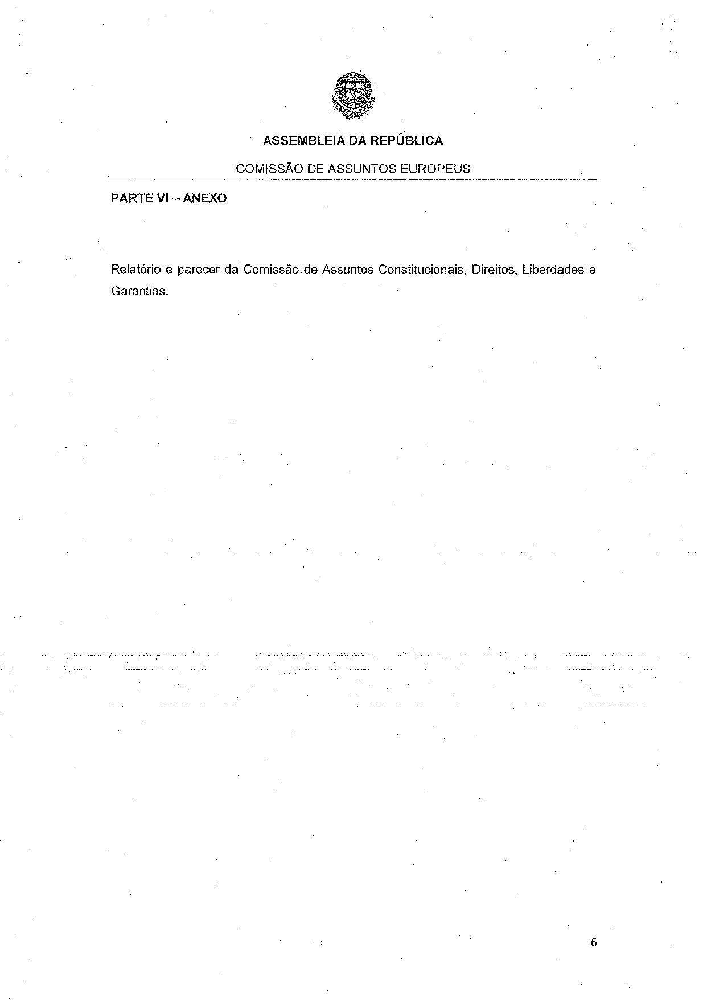 ASSEMBLEIA DA REPÚBLICA
COMISSÃO DE ASSUNTOS EUROPEUS
PARTE VI – ANEXO
Relatório e parecer da Comissão de Assuntos Constitucionais, Direitos, Liberdades e
Garantias.
6